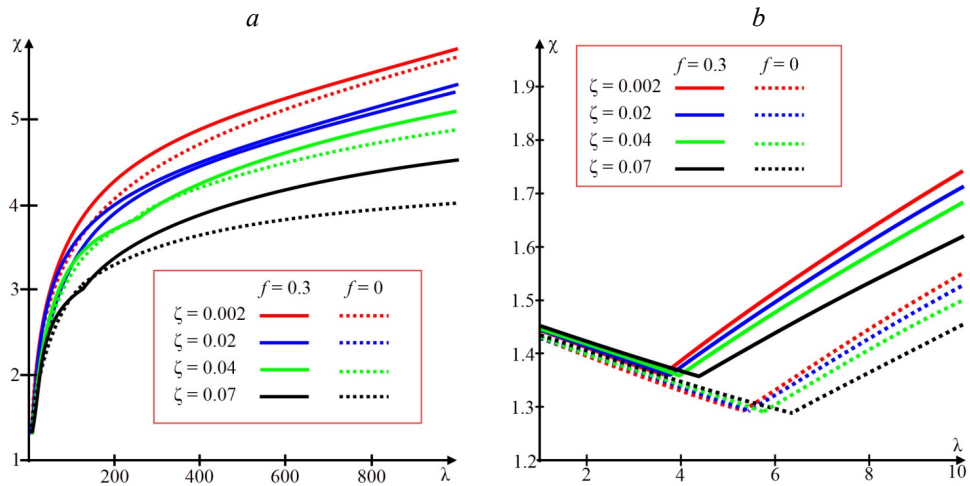 a
χ
5
4
3
2
1
200
400
600
800
λ
f = 0.3
f = 0
ζ = 0.002
ζ = 0.02
ζ = 0.04
ζ = 0.07
b
χ
1.9
1.8
1.7
1.6
1.5
1.4
1.3
1.2
2
4
6
8
10
λ
f = 0.3
f = 0
ζ = 0.002
ζ = 0.02
ζ = 0.04
ζ = 0.07